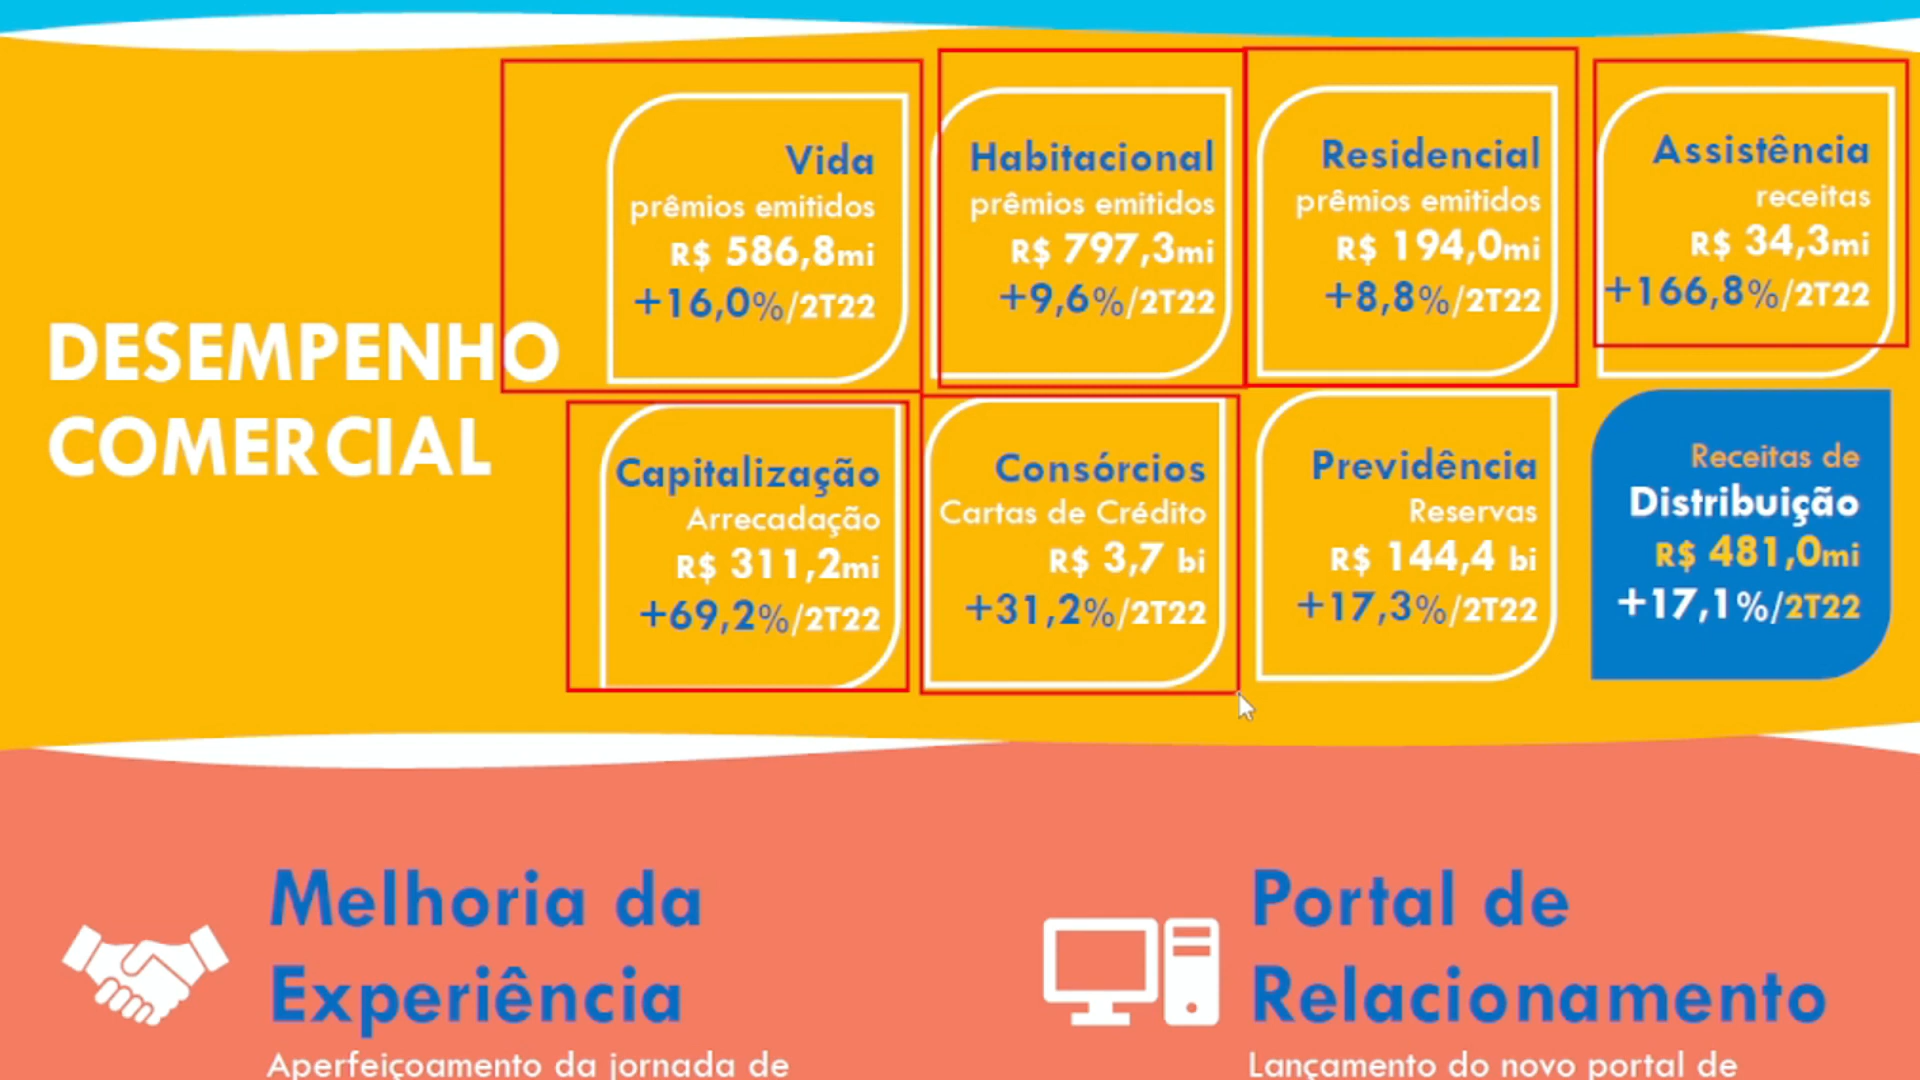 DESEMPENHO
COMERCIAL
Vida
prêmios emitidos
R$ 586,8mi
+16,0%/2T22
Habitacional
prêmios emitidos
R$ 797,3mi
+9,6%/2T22
Residencial
prêmios emitidos
R$ 194,0mi
+8,8%/2T22
Assistência
receitas
R$ 34,3mi
+166,8%/2T22
Capitalização
Arrecadação
R$ 311,2mi
+69,2%/2T22
Consórcios
Cartas de Crédito
R$ 3,7 bi
+31,2%/2T22
Previdência
Reservas
R$ 144,4 bi
+17,3%/2T22
Receitas de
Distribuição
R$ 481,0mi
+17,1%/2T22
Melhoria da
Experiência
Aperfeiçoamento da jornada de
Portal de
Relacionamento
Lançamento do novo portal de